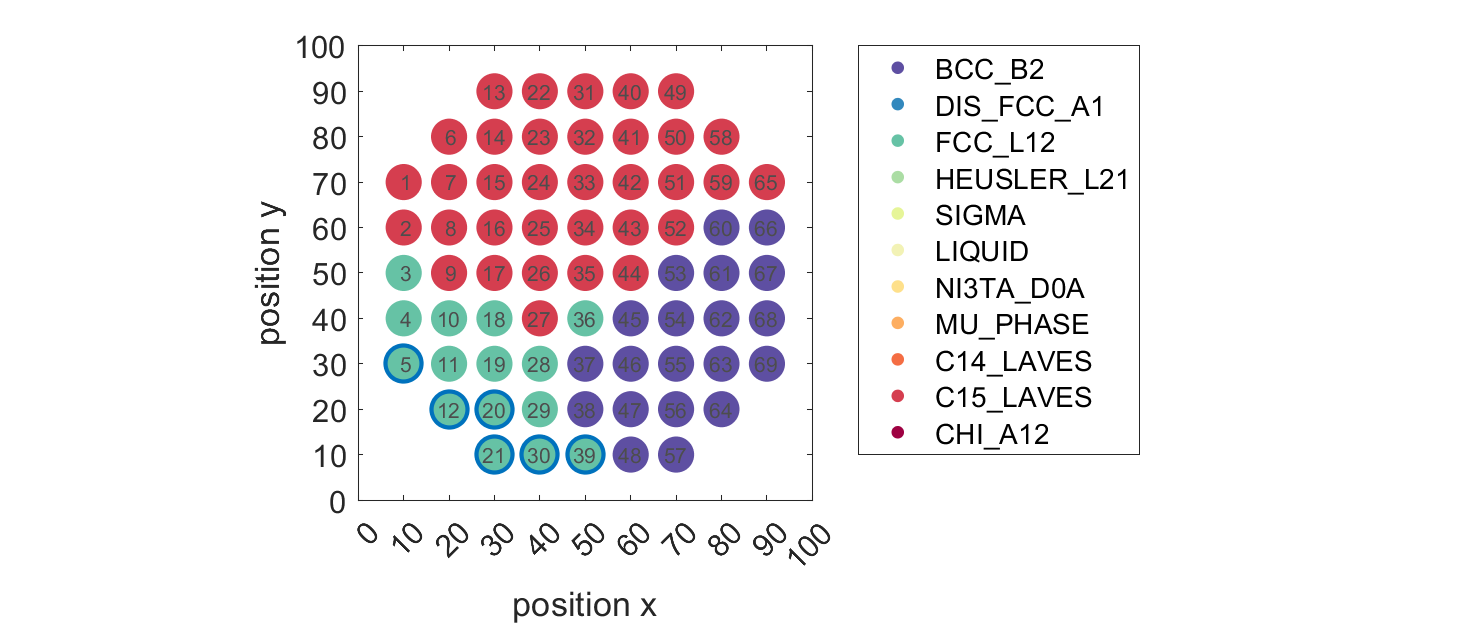 100
90 13 22 31 40 49
80 6 14 23 32 41 50 58
70 1 7 15 24 33 42 51 59 65
60 2 8 16 25 34 43 52 60 66
50 3 9 17 26 35 44 53 61 67
40 4 10 18 27 36 45 54 62 68
30 5 11 19 28 37 46 55 63 69
20 12 20 29 38 47 56 64
10 21 30 39 48 57
0
0 10 20 30 40 50 60 70 80 90 100
position x
position y
BCC_B2
DIS_FCC_A1
FCC_L12
HEUSLER_L21
SIGMA
LIQUID
NI3TA_D0A
MU_PHASE
C14_LAVES
C15_LAVES
CHI_A12